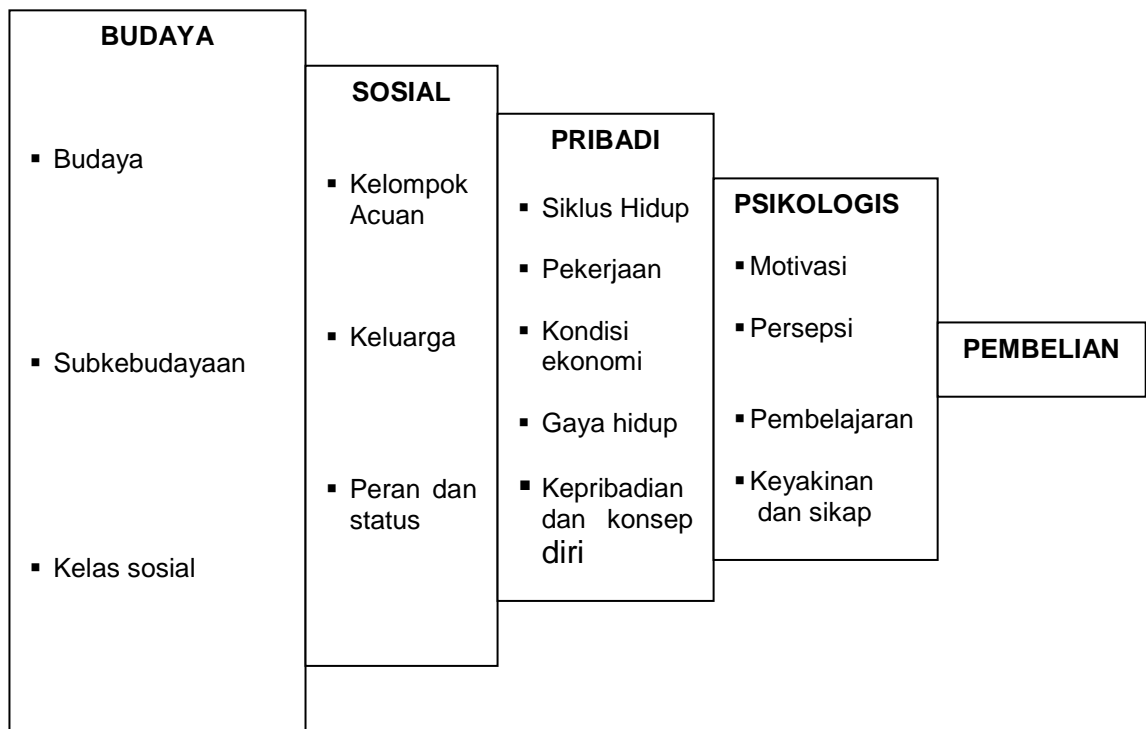 BUDAYA
▪ Budaya
▪ Subkebudayaan
▪ Kelas sosial
SOSIAL
▪ Kelompok
Acuan
▪ Keluarga
▪ Peran dan
status
PRIBADI
▪ Siklus Hidup
▪ Pekerjaan
▪ Kondisi
ekonomi
▪ Gaya hidup
▪ Kepribadian
dan konsep
diri
PSIKOLOGIS
▪ Motivasi
▪ Persepsi
▪ Pembelajaran
▪ Keyakinan
dan sikap
PEMBELIAN